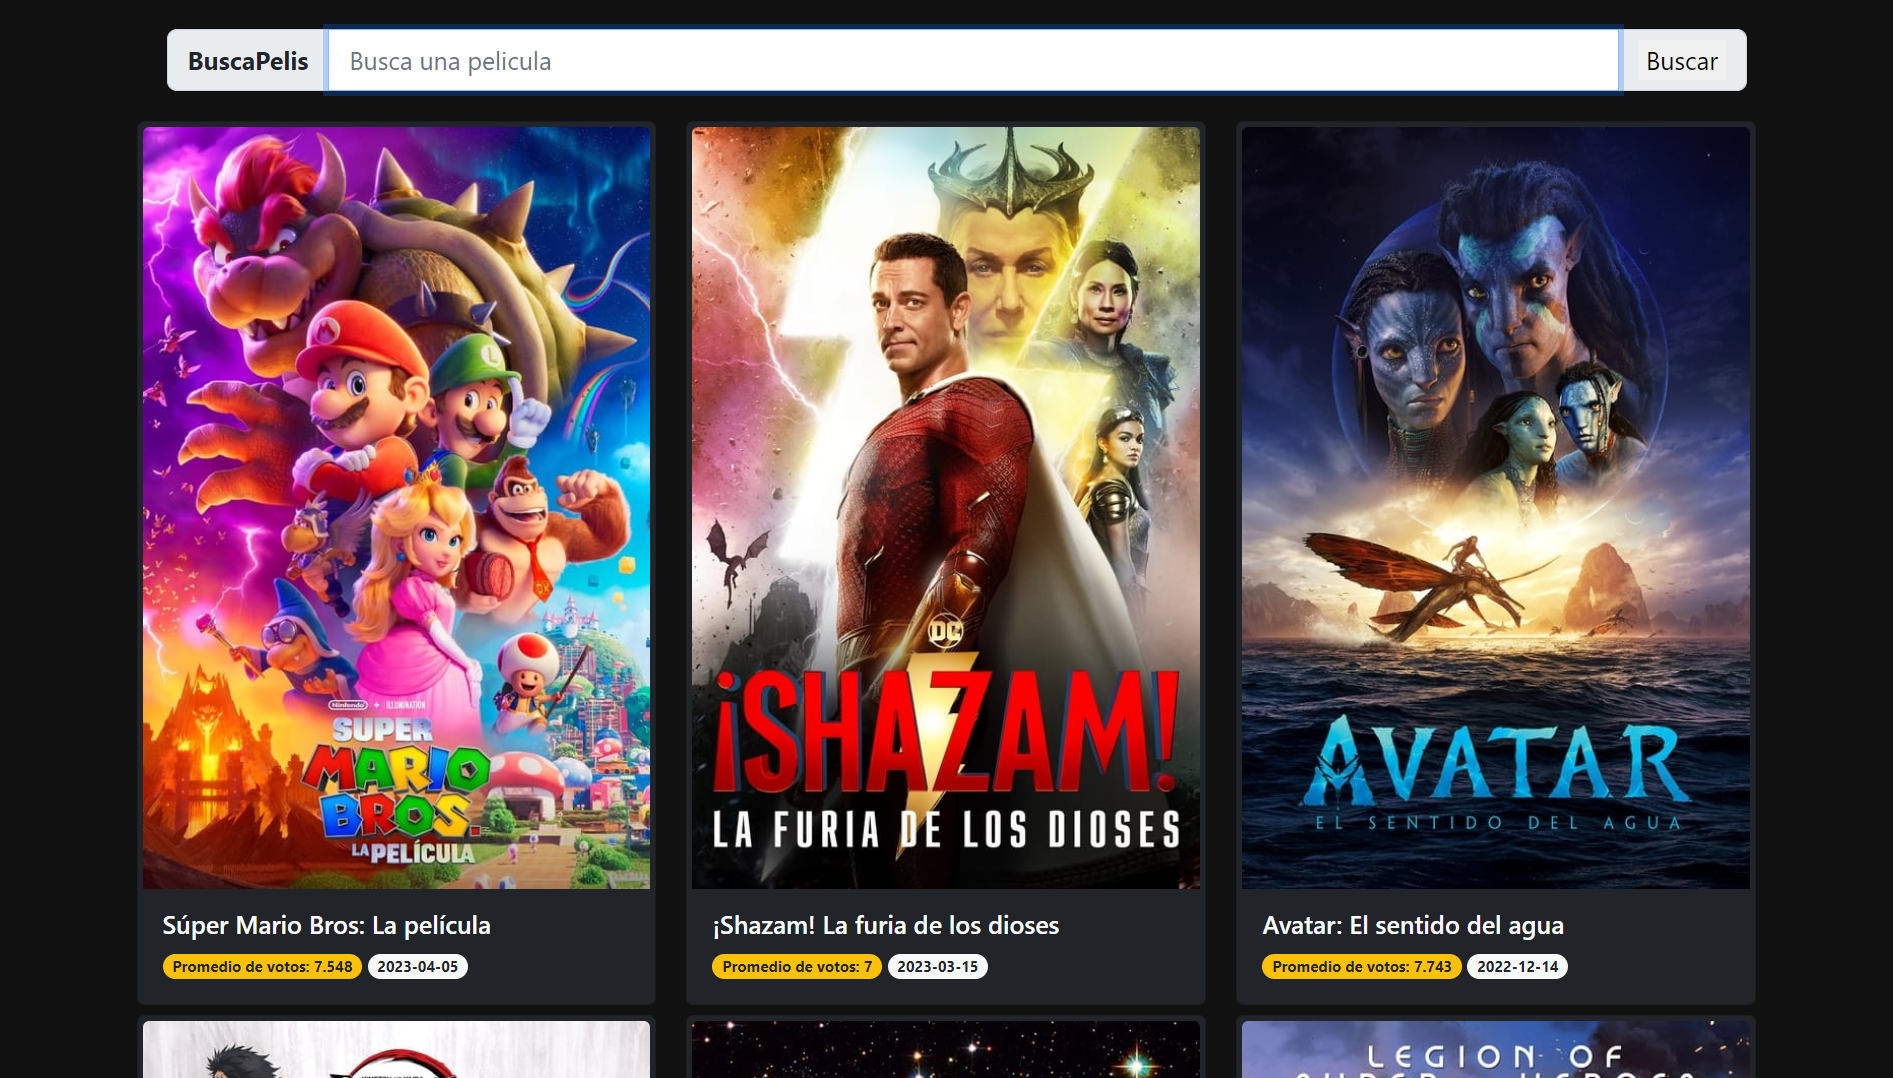 BuscaPelis
Busca una pelicula
Buscar
Nintendo + ILLUMINATION
SUPER
MARIO
BROS.
LA PELÍCULA
DC
¡SHAZAM!
LA FURIA DE LOS DIOSES
AVATAR
EL SENTIDO DEL AGUA
Súper Mario Bros: La película
Promedio de votos: 7.548
2023-04-05
¡Shazam! La furia de los dioses
Promedio de votos: 7
2023-03-15
Avatar: El sentido del agua
Promedio de votos: 7.743
2022-12-14
LEGION OF